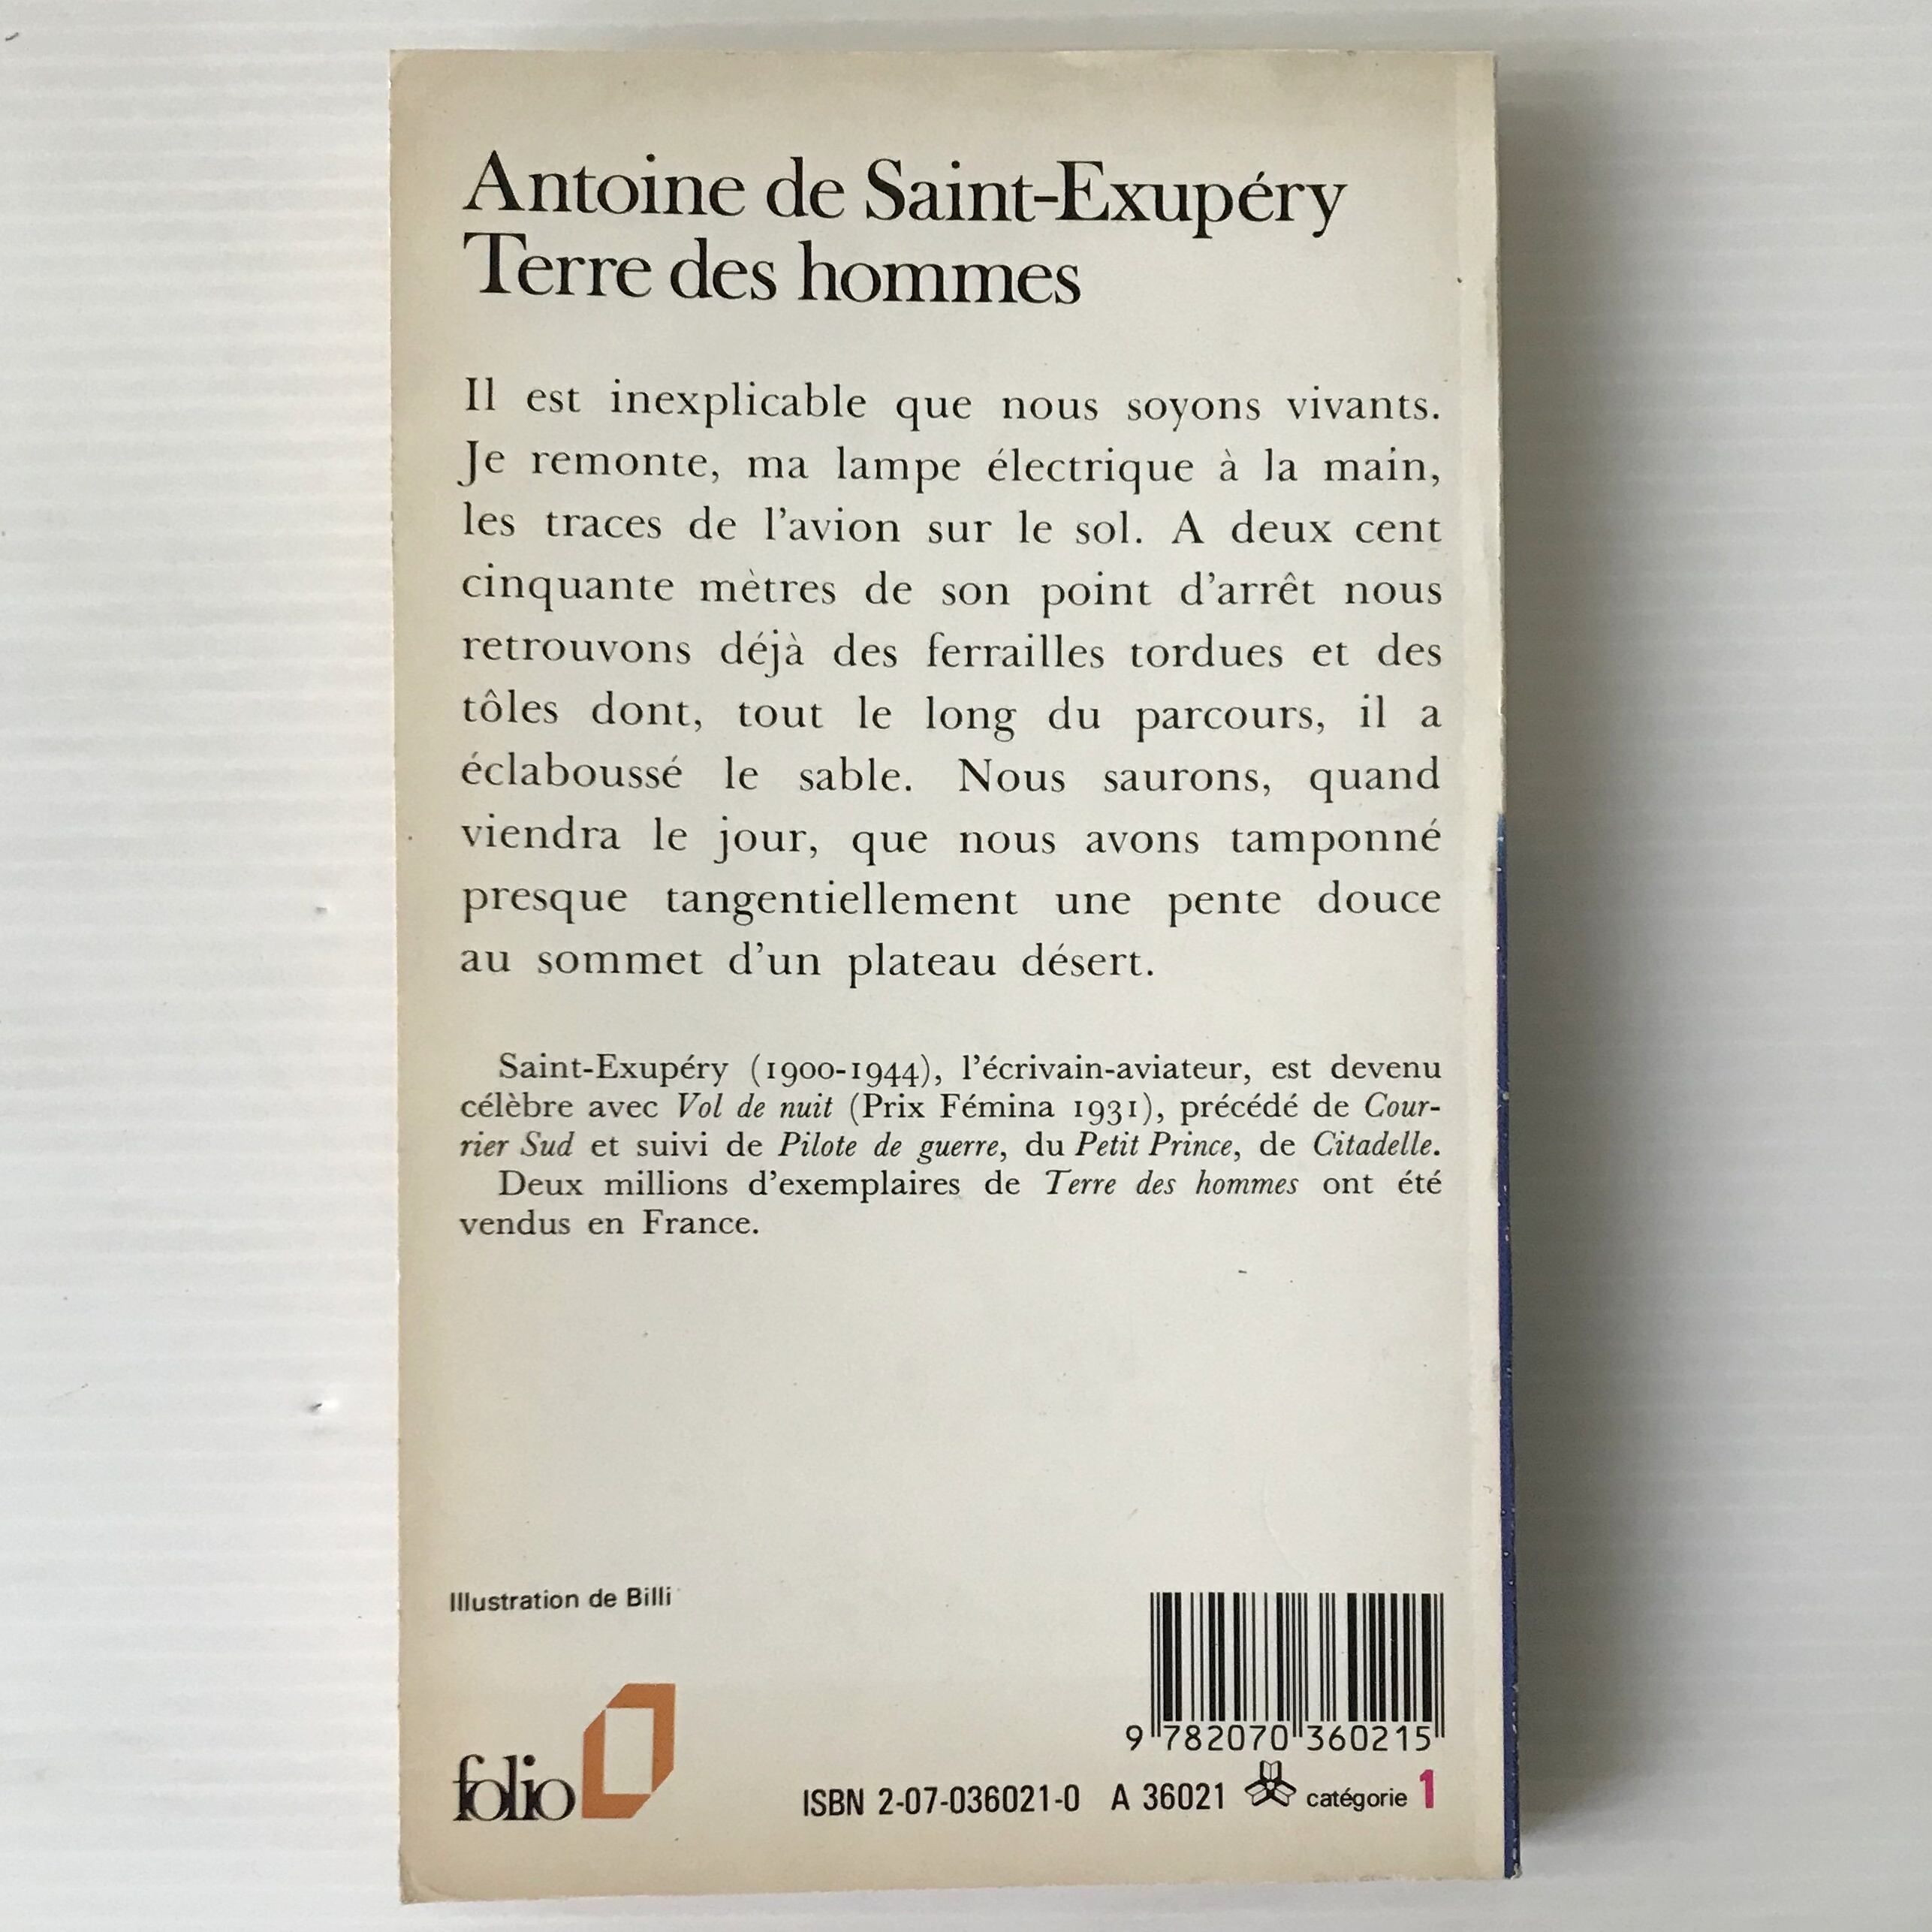 Antoine de Saint-Exupéry
Terre des hommes
Il est inexplicable que nous soyons vivants.
Je remonte, ma lampe électrique à la main,
les traces de l'avion sur le sol. A deux cent
cinquante mètres de son point d'arrêt nous
retrouvons déjà des ferrailles tordues et des
tôles dont, tout le long du parcours, il a
éclaboussé le sable. Nous saurons, quand
viendra le jour, que nous avons tamponné
presque tangentiellement une pente douce
au sommet d'un plateau désert.
Saint-Exupéry (1900-1944), l'écrivain-aviateur, est devenu
célèbre avec Vol de nuit (Prix Fémina 1931), précédé de Cour-
rier Sud et suivi de Pilote de guerre, du Petit Prince, de Citadelle.
Deux millions d'exemplaires de Terre des hommes ont été
vendus en France.
Illustration de Billi
folio
9 782070 360215
ISBN 2-07-036021-0 A 36021 catégorie 1